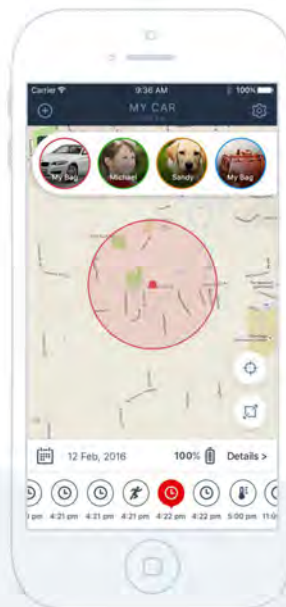 Carrier 9:36 AM 100%
MY CAR
My Bag Michael Sandy My Bag
12 Feb, 2016 100% Details >
4:21 pm 4:21 pm 4:21 pm 4:22 pm 4:22 pm 5:00 pm